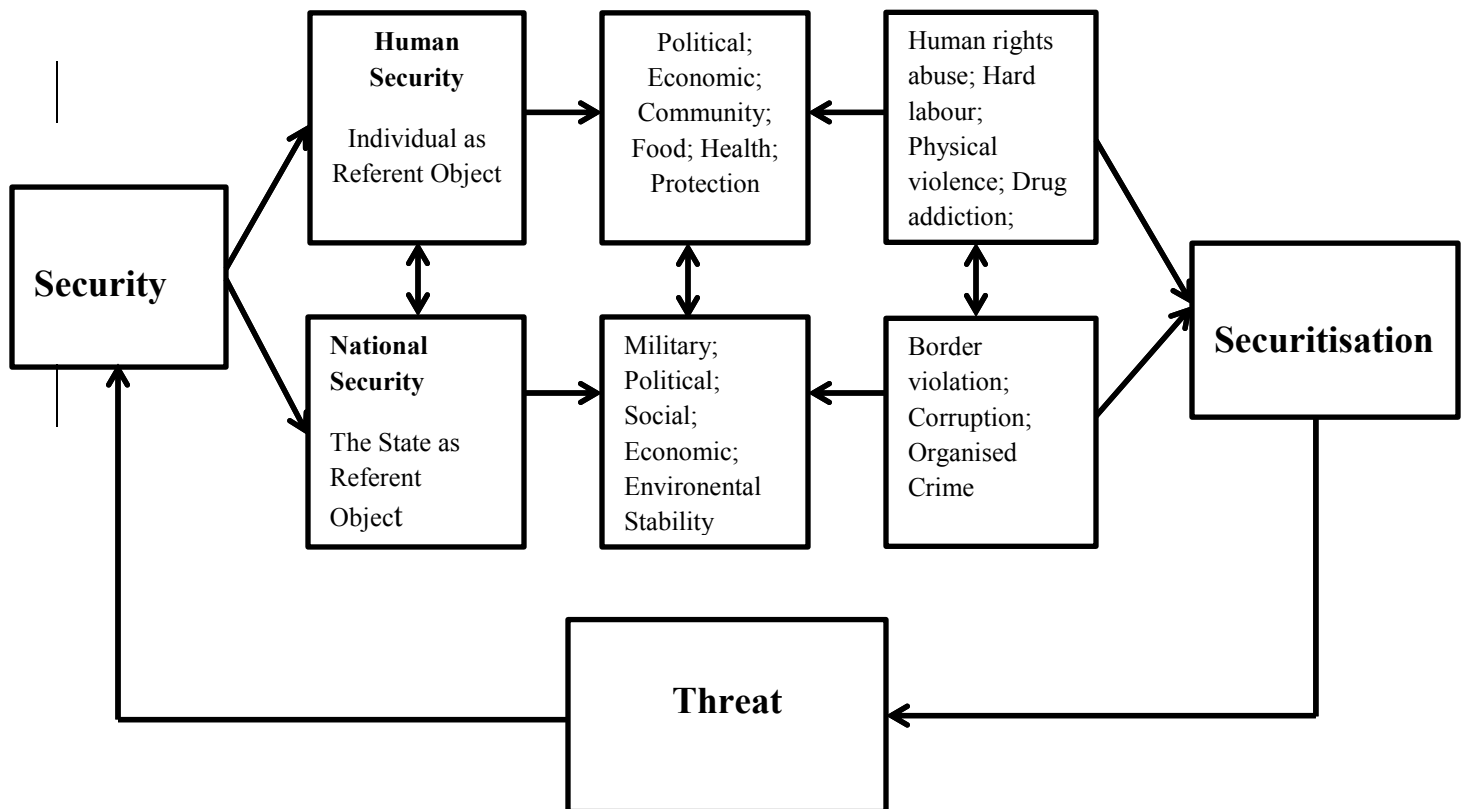 Security
Human
Security
Individual as
Referent Object
National
Security
The State as
Referent
Object
Political;
Economic;
Community;
Food; Health;
Protection
Military;
Political;
Social;
Economic;
Environental
Stability
Human rights
abuse; Hard
labour;
Physical
violence; Drug
addiction;
Border
violation;
Corruption;
Organised
Crime
Securitisation
Threat